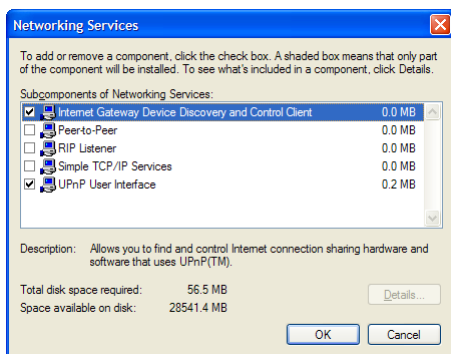 Networking Services
To add or remove a component, click the check box. A shaded box means that only part
of the component will be installed. To see what's included in a component, click Details.
Subcomponents of Networking Services:
Internet Gateway Device Discovery and Control Client 0.0 MB
Peer-to-Peer 0.0 MB
RIP Listener 0.0 MB
Simple TCP/IP Services 0.0 MB
UPnP User Interface 0.2 MB
Description: Allows you to find and control Internet connection sharing hardware and
software that uses UPnP(TM).
Total disk space required: 56.5 MB
Space available on disk: 28541.4 MB
Details...
OK Cancel